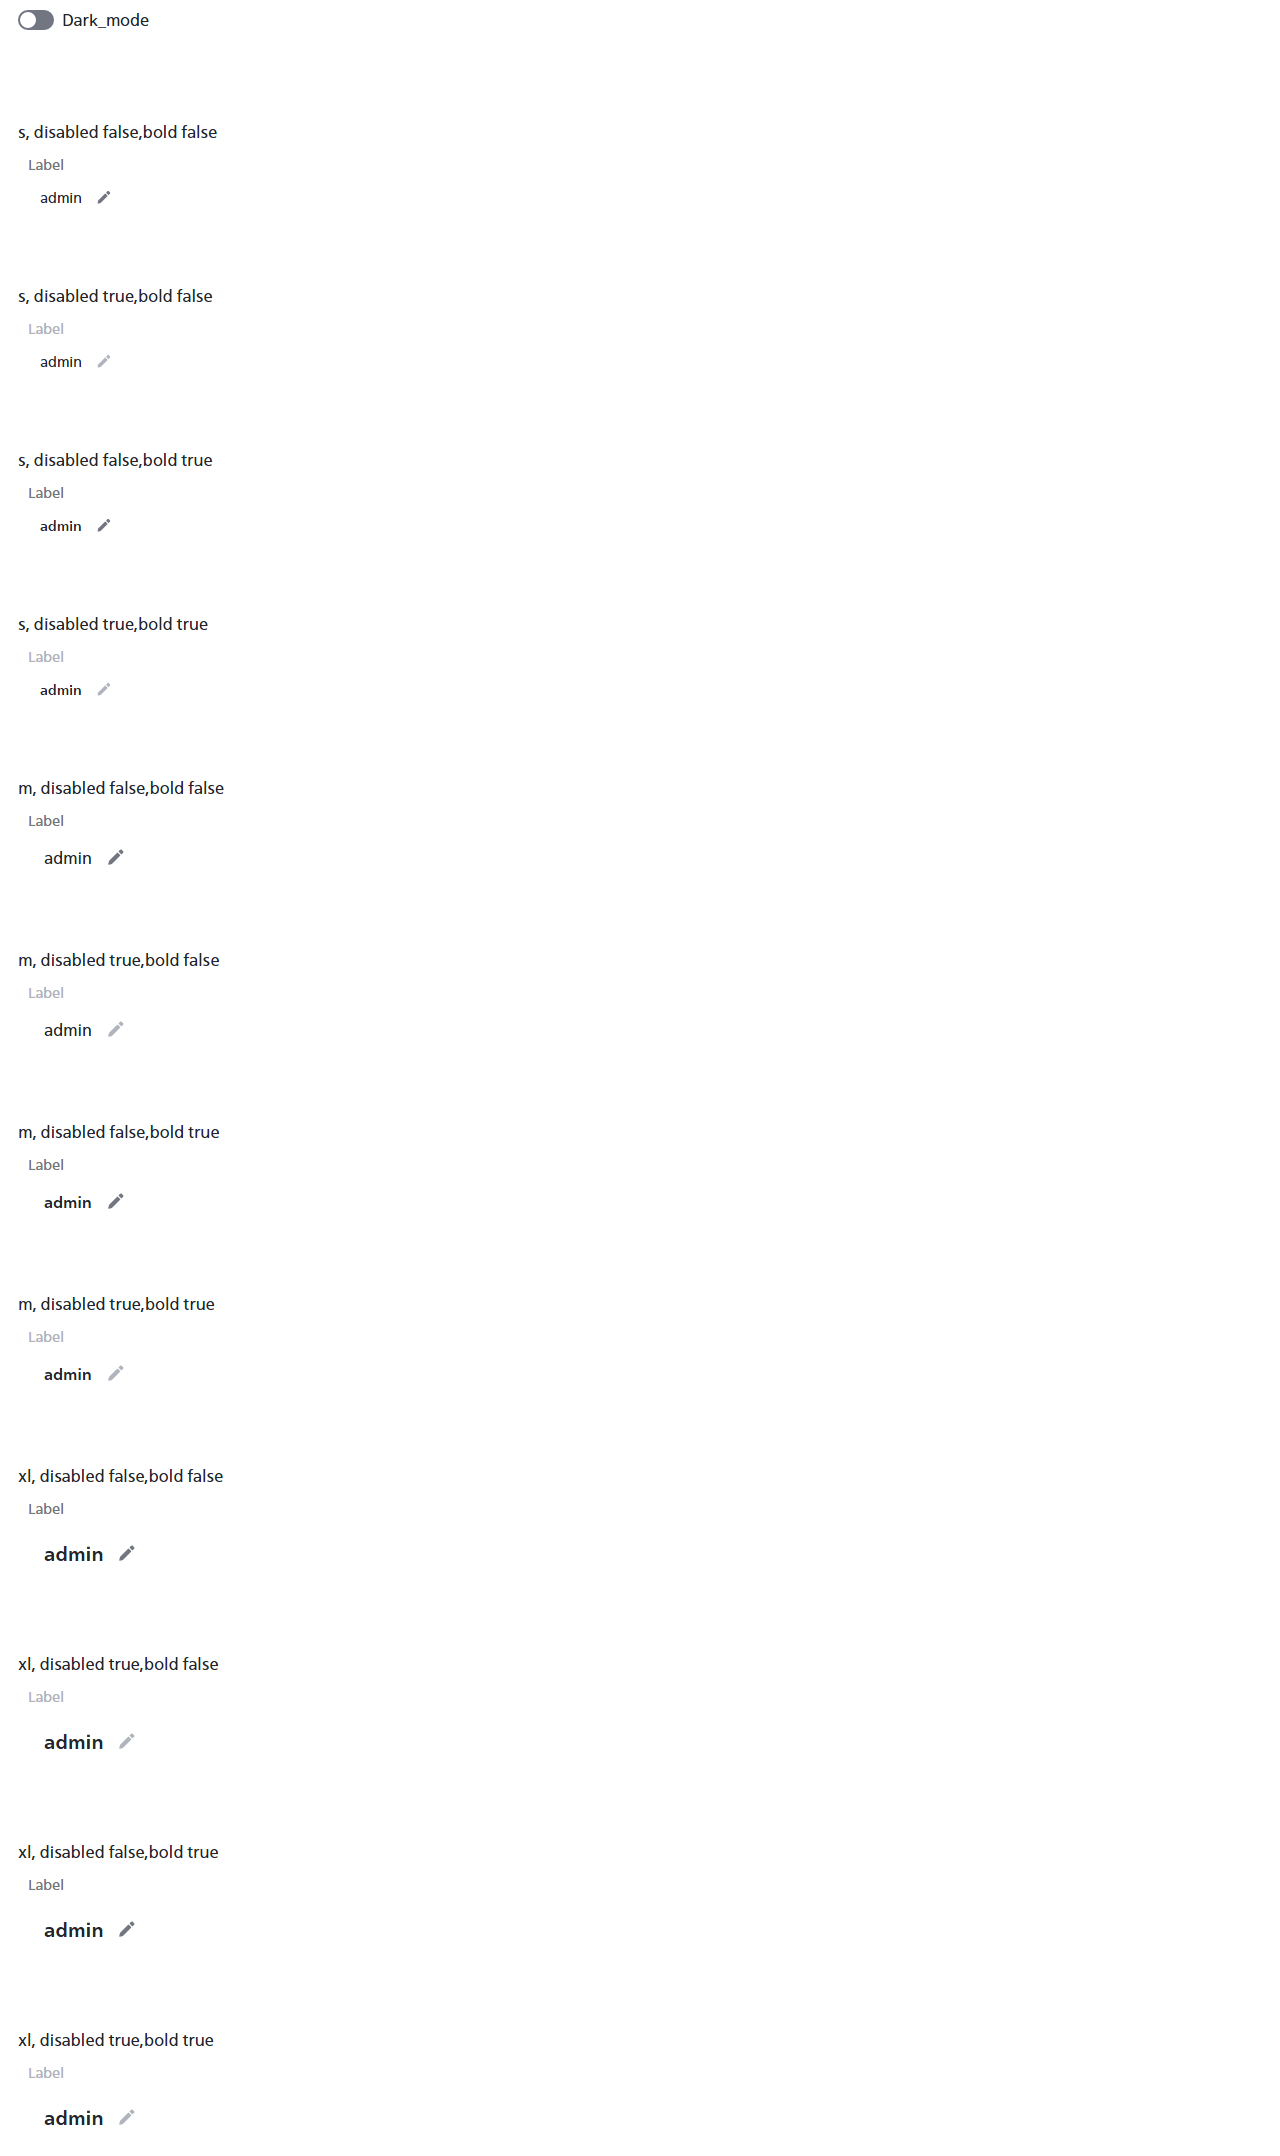 Dark_mode
s, disabled false,bold false
Label
admin
s, disabled true,bold false
Label
admin
s, disabled false,bold true
Label
admin
s, disabled true,bold true
Label
admin
m, disabled false,bold false
Label
admin
m, disabled true,bold false
Label
admin
m, disabled false,bold true
Label
admin
m, disabled true,bold true
Label
admin
xl, disabled false,bold false
Label
admin
xl, disabled true,bold false
Label
admin
xl, disabled false,bold true
Label
admin
xl, disabled true,bold true
Label
admin